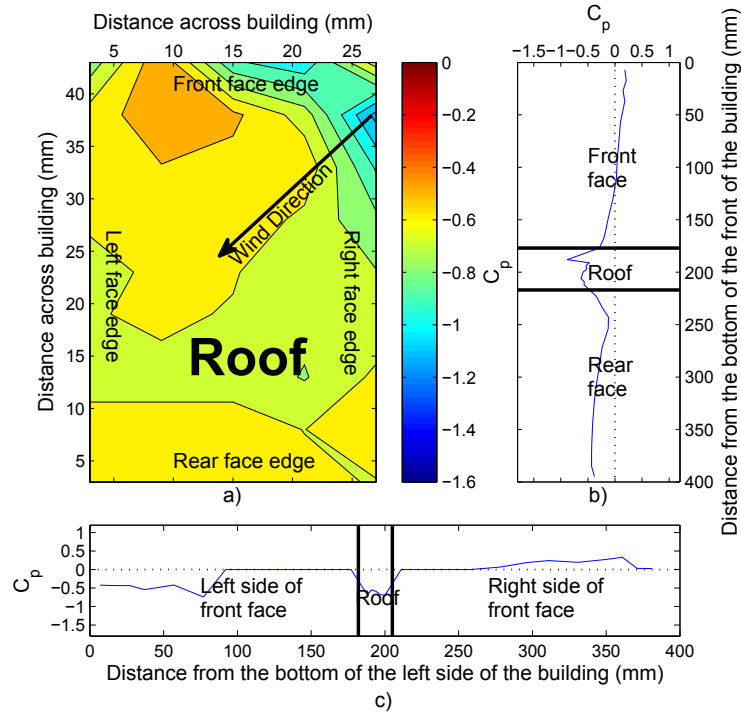 Distance across building (mm)
5 10 15 20 25
40
35
30
25
20
15
10
5
Distance across building (mm)
Front face edge
Wind Direction
Left face edge
Right face edge
Roof
Rear face edge
a)
0
−0.2
−0.4
−0.6
−0.8
−1
−1.2
−1.4
−1.6
Cp
Cp
−1.5 −1 −0.5 0 0.5 1
0
50
100
150
200
250
300
350
400
Distance from the bottom of the front of the building (mm)
Front
face
Roof
Rear
face
b)
1
0.5
0
−0.5
−1
−1.5
Cp
Left side of
front face
Roof
Right side of
front face
0 50 100 150 200 250 300 350 400
Distance from the bottom of the left side of the building (mm)
c)